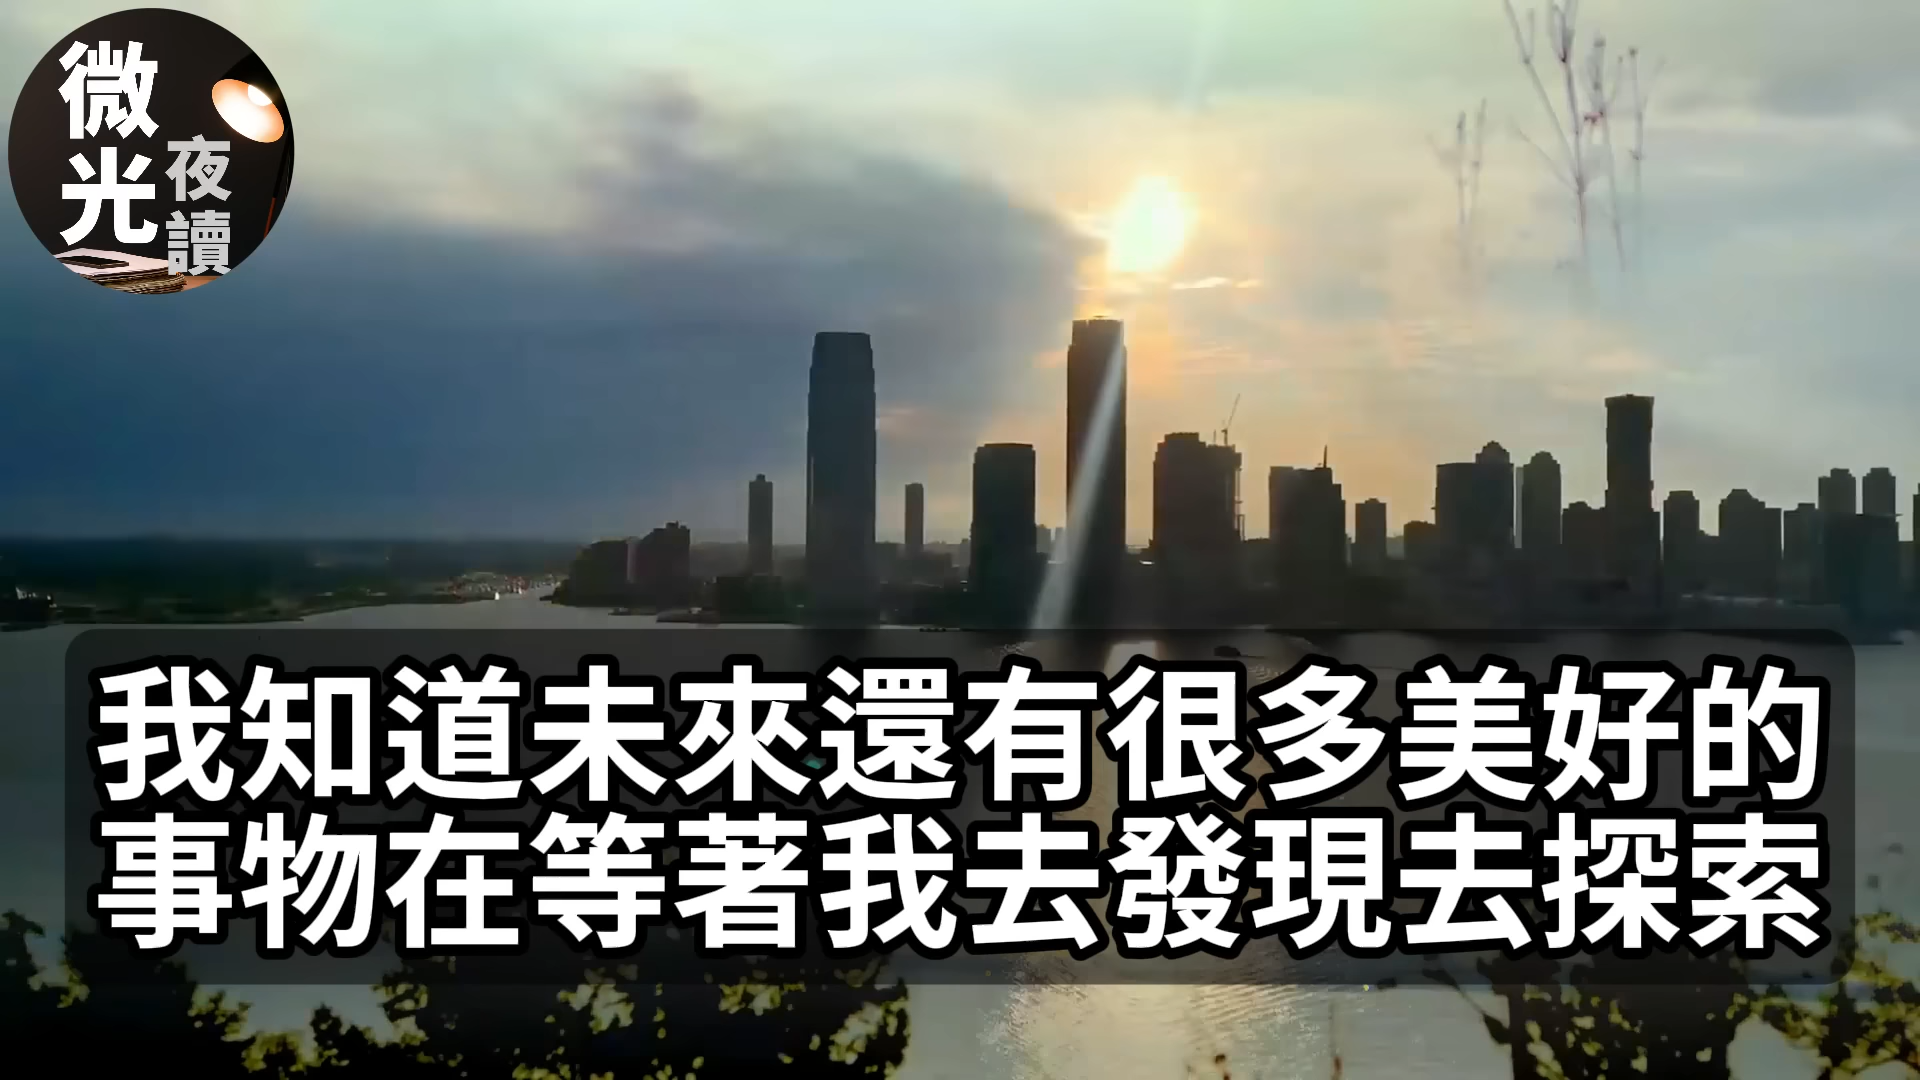 微光
夜讀
我知道未來還有很多美好的
事物在等著我去發現去探索